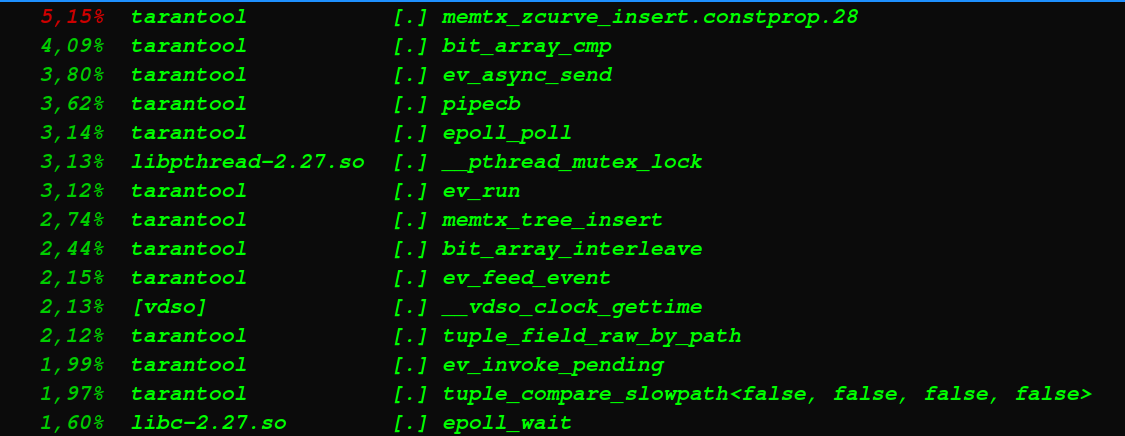 5,15% tarantool [.] memtx_zcurve_insert.constprop.28
4,09% tarantool [.] bit_array_cmp
3,80% tarantool [.] ev_async_send
3,62% tarantool [.] pipecb
3,14% tarantool [.] epoll_poll
3,13% libpthread-2.27.so [.] __pthread_mutex_lock
3,12% tarantool [.] ev_run
2,74% tarantool [.] memtx_tree_insert
2,44% tarantool [.] bit_array_interleave
2,15% tarantool [.] ev_feed_event
2,13% [vdso] [.] __vdso_clock_gettime
2,12% tarantool [.] tuple_field_raw_by_path
1,99% tarantool [.] ev_invoke_pending
1,97% tarantool [.] tuple_compare_slowpath<false, false, false, false>
1,60% libc-2.27.so [.] epoll_wait